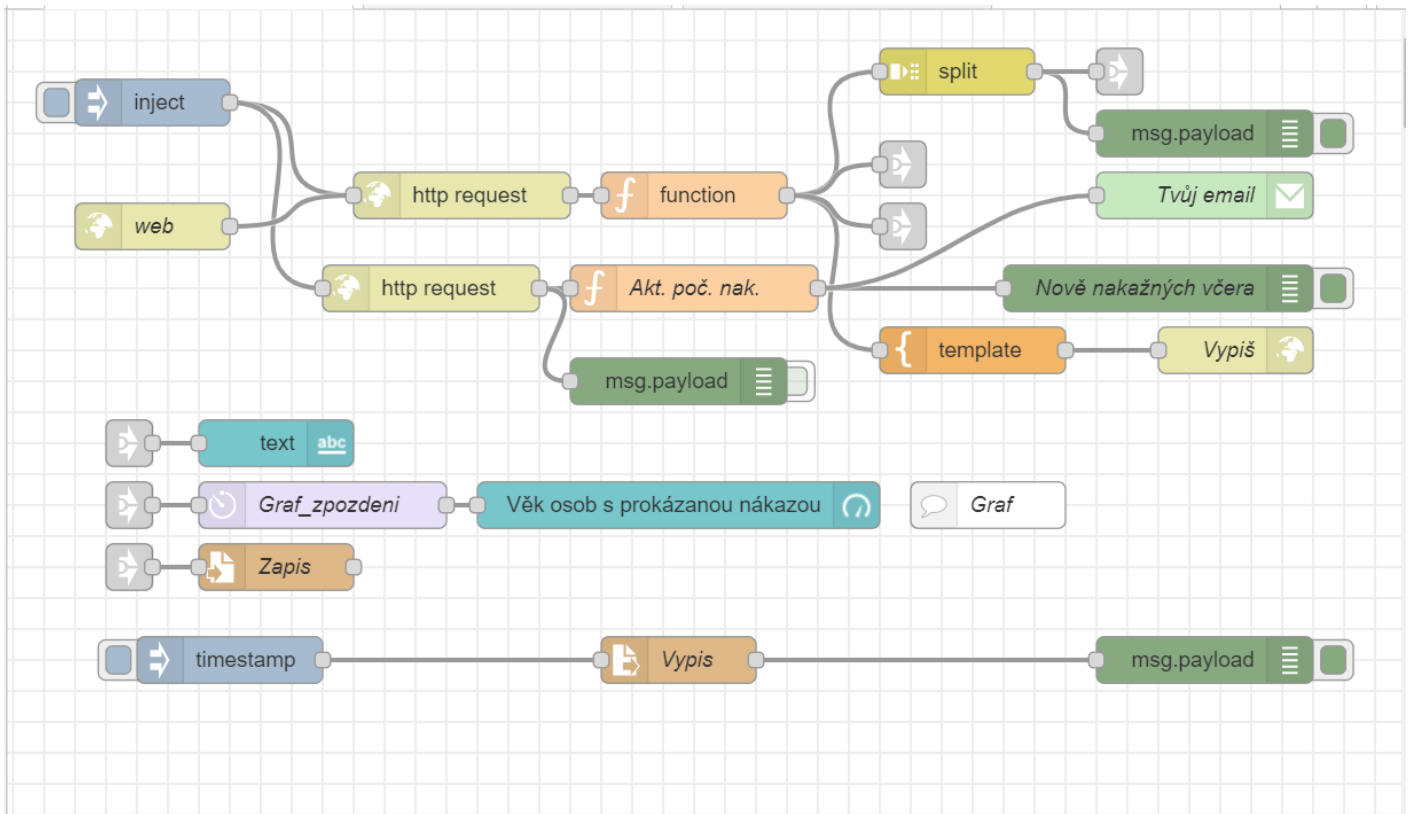 split
inject
msg.payload
http request
function
Tvůj email
web
http request
Akt. poč. nak.
Nově nakažných včera
template
Vypiš
msg.payload
text
abc
Graf_zpozdeni
Věk osob s prokázanou nákazou
Graf
Zapis
timestamp
Vypis
msg.payload